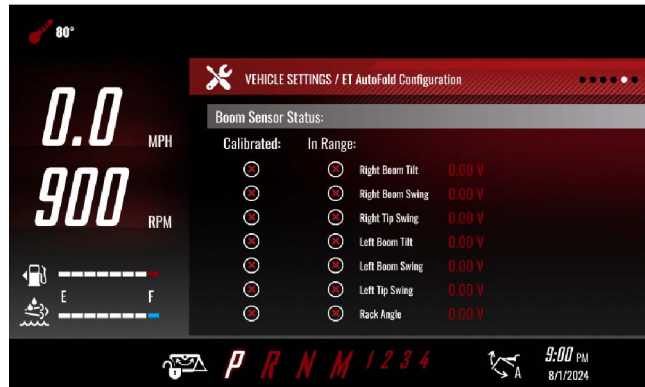 80°
VEHICLE SETTINGS / ET AutoFold Configuration
0.0 MPH
900 RPM
E F
Boom Sensor Status:
Calibrated: In Range:
Right Boom Tilt 0.00 V
Right Boom Swing 0.00 V
Right Tip Swing 0.00 V
Left Boom Tilt 0.00 V
Left Boom Swing 0.00 V
Left Tip Swing 0.00 V
Rack Angle 0.00 V
P R N M 1 2 3 4
A
9:00 PM
8/1/2024